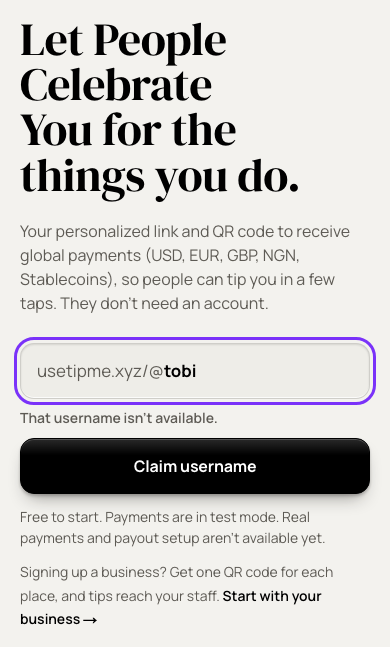 Let People
Celebrate
You for the
things you do.
Your personalized link and QR code to receive
global payments (USD, EUR, GBP, NGN,
Stablecoins), so people can tip you in a few
taps. They don't need an account.
usetipme.xyz/@tobi
That username isn't available.
Claim username
Free to start. Payments are in test mode. Real
payments and payout setup aren't available yet.
Signing up a business? Get one QR code for each
place, and tips reach your staff. Start with your
business →